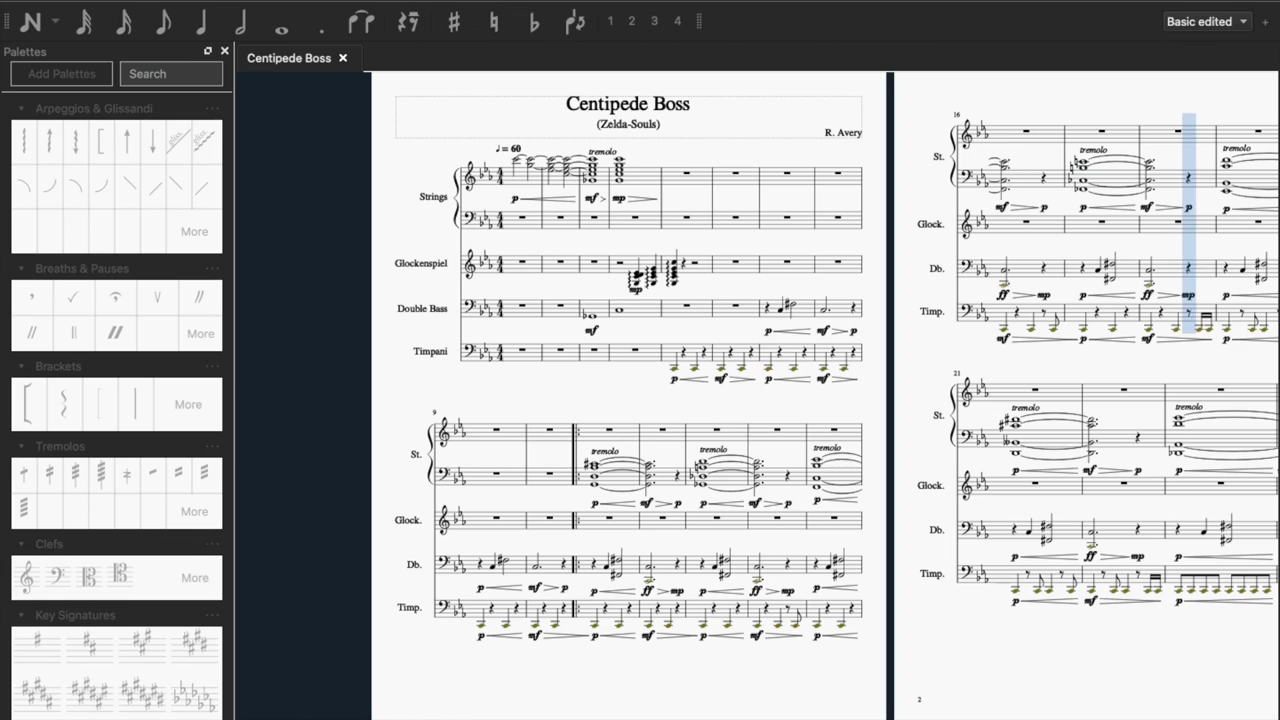 1 2 3 4
Basic edited
Palettes
Add Palettes
Search
Arpeggios & Glissandi
More
Breaths & Pauses
More
Brackets
More
Tremolos
More
Clefs
More
Key Signatures
Centipede Boss
Centipede Boss
(Zelda-Souls)
R. Avery
♩ = 60
tremolo
Strings
p mf > mp
Glockenspiel
mp
Double Bass
mf p mf p
Timpani
p mf p mf
9
tremolo tremolo tremolo
St.
p mf p p mf p p
Glock.
Db.
p mf p p ff mp p ff mp p
Timp.
p mf p mf p mf p
16
tremolo tremolo
St.
mf p p mf p p
Glock.
Db.
ff mp p ff mp p
Timp.
mf p mf p
21
tremolo tremolo
St.
p mf p p
Glock.
Db.
p ff mp p
Timp.
p mf p
2